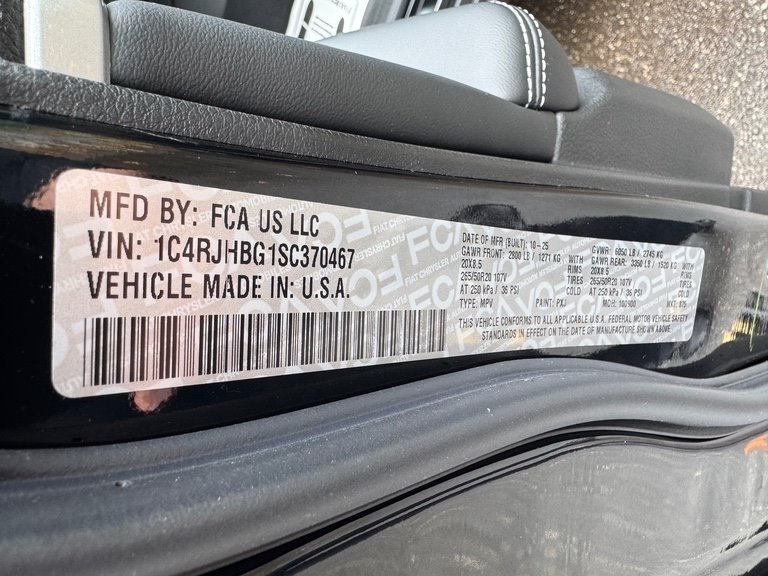 MFD BY: FCA US LLC
VIN: 1C4RJHBG1SC370467
VEHICLE MADE IN: U.S.A.
DATE OF MFR (BUILT): 10-25
GVWR: 6050 LB / 2745 KG
GAWR FRONT: 2800 LB / 1271 KG WITH
GAWR REAR: 3350 LB / 1520 KG WITH
20X8.5 RIMS
20X8.5 RIMS
265/50R20 107V TIRES
265/50R20 107V TIRES
AT 250 kPa / 36 PSI COLD
AT 250 kPa / 36 PSI COLD
TYPE: MPV PAINT: PXJ MDH: 100900 MXT: 875
THIS VEHICLE CONFORMS TO ALL APPLICABLE U.S.A. FEDERAL MOTOR VEHICLE SAFETY
STANDARDS IN EFFECT ON THE DATE OF MANUFACTURE SHOWN ABOVE.